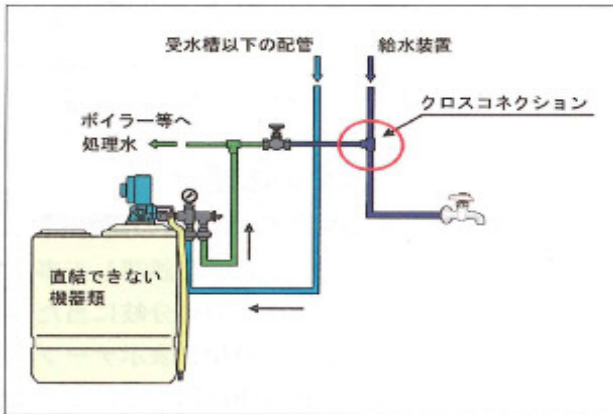 受水槽以下の配管
給水装置
クロスコネクション
ボイラー等へ
処理水
直結できない
機器類